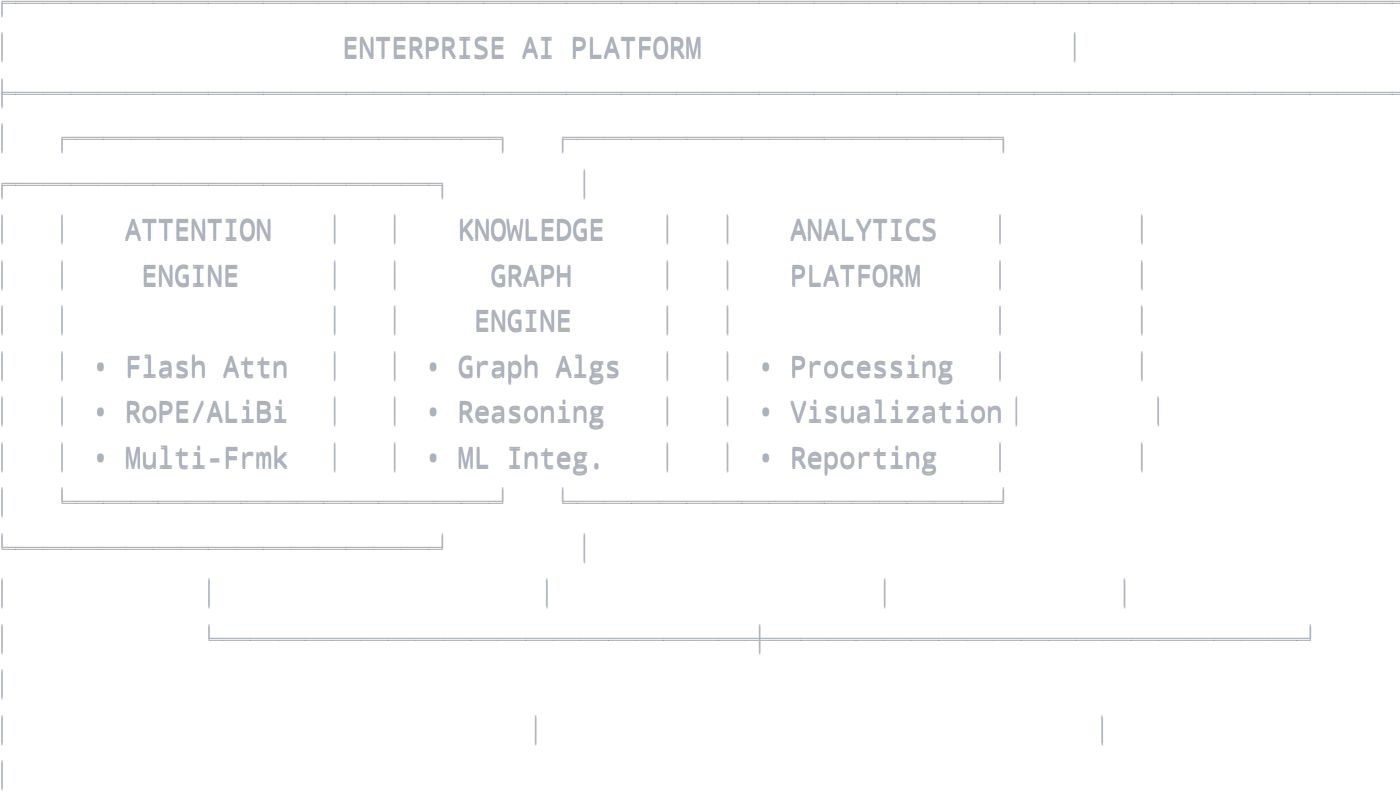 ENTERPRISE AI PLATFORM
ATTENTION KNOWLEDGE ANALYTICS
ENGINE GRAPH PLATFORM
ENGINE
• Flash Attn • Graph Algs • Processing
• RoPE/ALiBi • Reasoning • Visualization
• Multi-Frmk • ML Integ. • Reporting